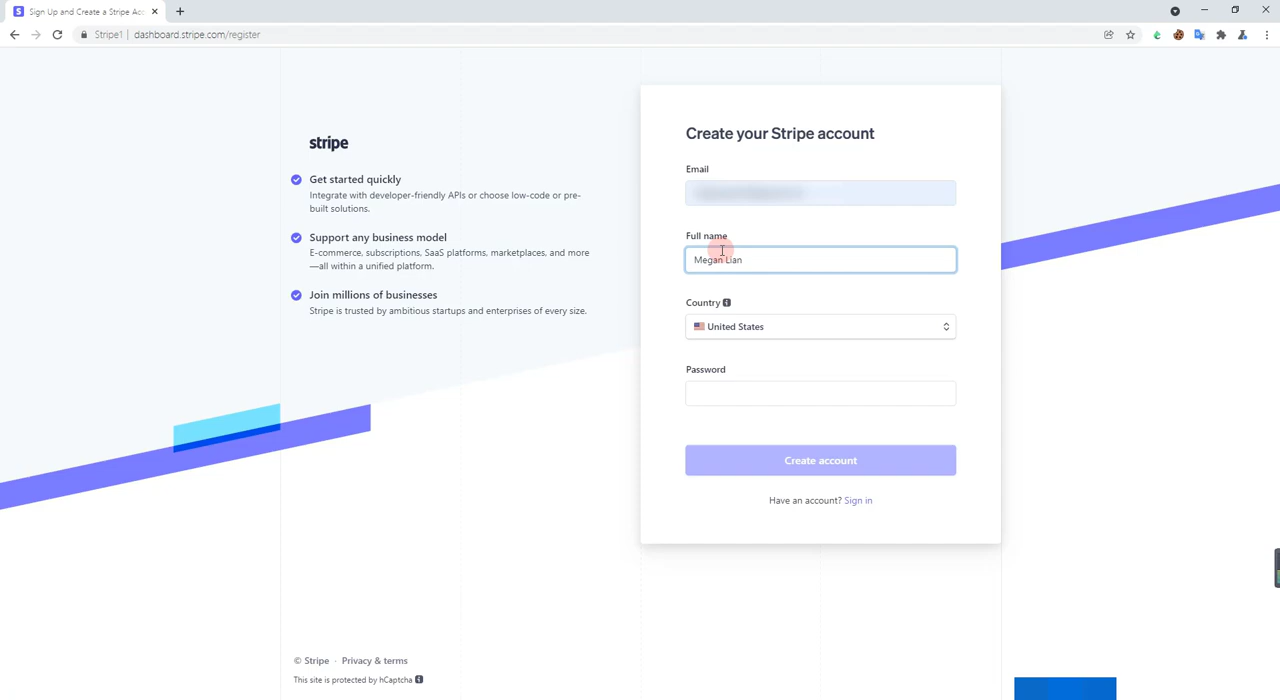 Sign Up and Create a Stripe Acc
Stripe1 | dashboard.stripe.com/register
stripe
Get started quickly
Integrate with developer-friendly APIs or choose low-code or pre-
built solutions.
Support any business model
E-commerce, subscriptions, SaaS platforms, marketplaces, and more
—all within a unified platform.
Join millions of businesses
Stripe is trusted by ambitious startups and enterprises of every size.
Create your Stripe account
Email
Full name
Megan Lian
Country
United States
Password
Create account
Have an account? Sign in
© Stripe · Privacy & terms
This site is protected by hCaptcha